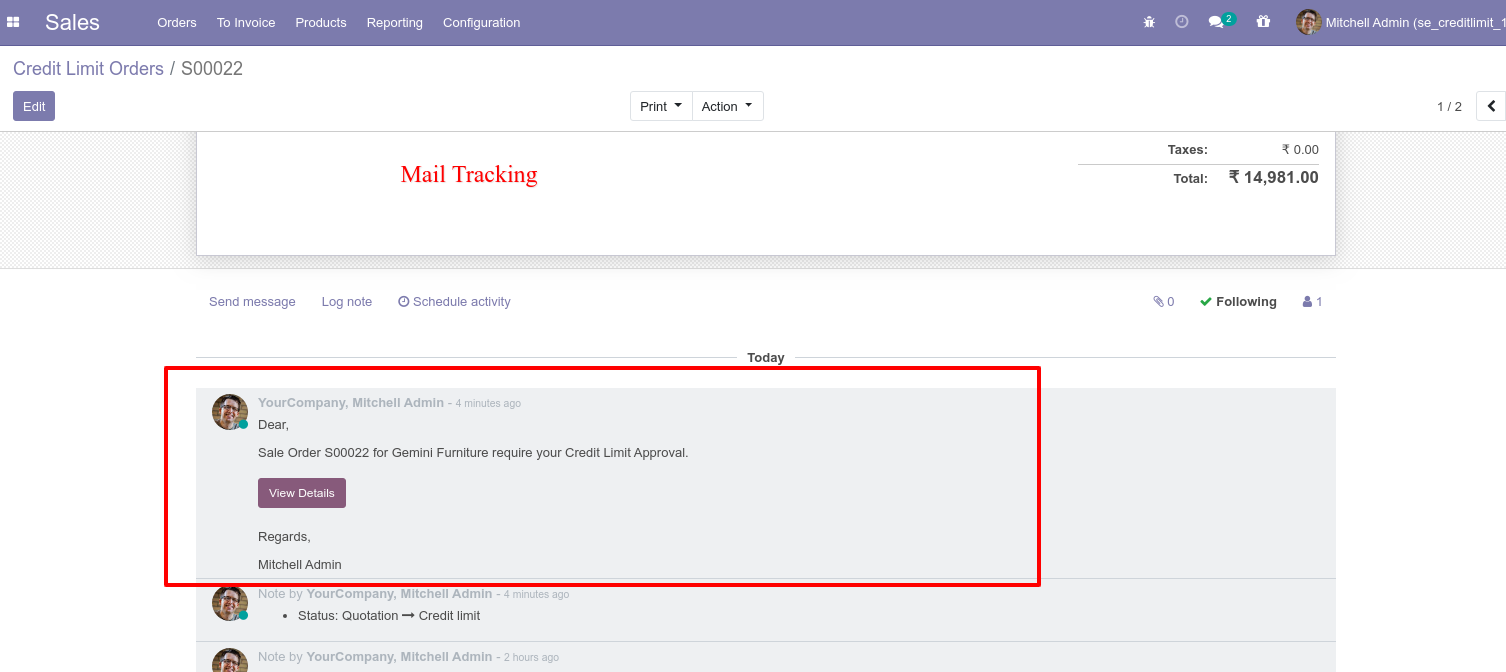 Sales Orders To Invoice Products Reporting Configuration 2 Mitchell Admin (se_creditlimit_1
Credit Limit Orders / S00022
Edit Print Action 1 / 2
Taxes: ₹ 0.00
Mail Tracking
Total: ₹ 14,981.00
Send message Log note Schedule activity 0 Following 1
Today
YourCompany, Mitchell Admin - 4 minutes ago
Dear,
Sale Order S00022 for Gemini Furniture require your Credit Limit Approval.
View Details
Regards,
Mitchell Admin
Note by YourCompany, Mitchell Admin - 4 minutes ago
• Status: Quotation → Credit limit
Note by YourCompany, Mitchell Admin - 2 hours ago